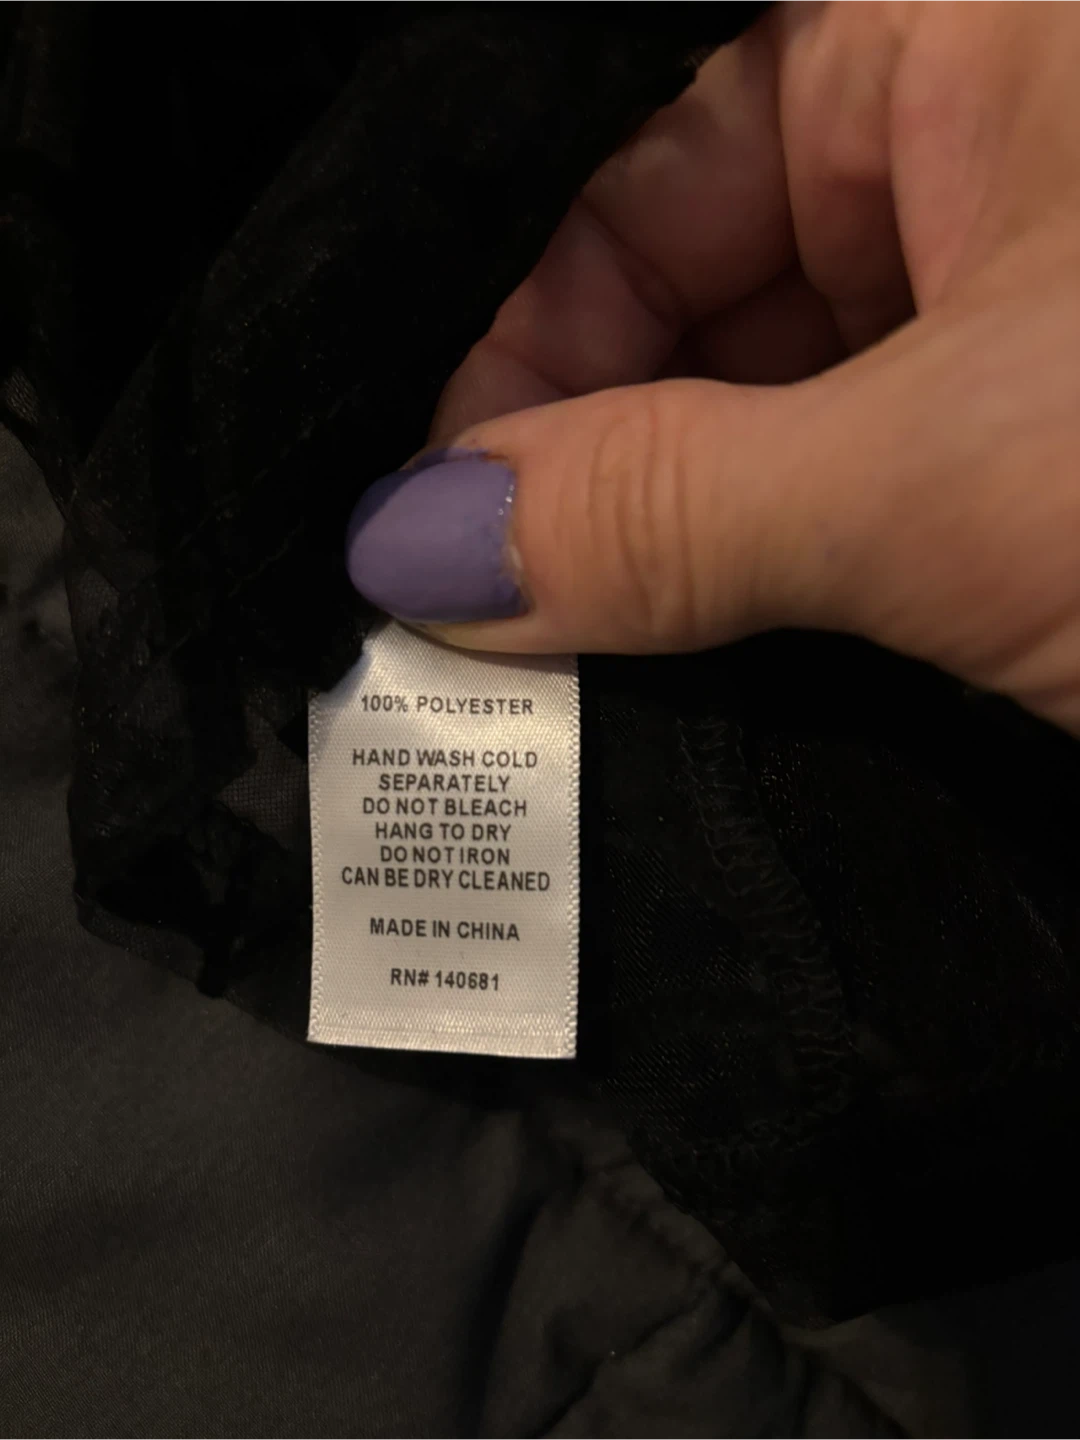 100% POLYESTER
HAND WASH COLD
SEPARATELY
DO NOT BLEACH
HANG TO DRY
DO NOT IRON
CAN BE DRY CLEANED
MADE IN CHINA
RN# 140681